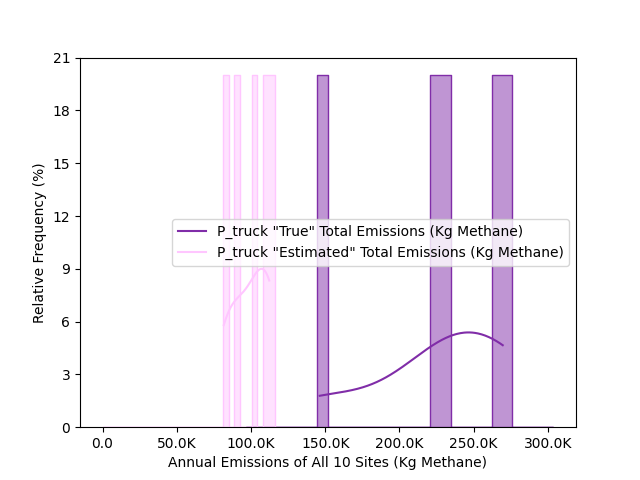 21
18
15
12
9
6
3
0
Relative Frequency (%)
P_truck "True" Total Emissions (Kg Methane)
P_truck "Estimated" Total Emissions (Kg Methane)
0.0 50.0K 100.0K 150.0K 200.0K 250.0K 300.0K
Annual Emissions of All 10 Sites (Kg Methane)